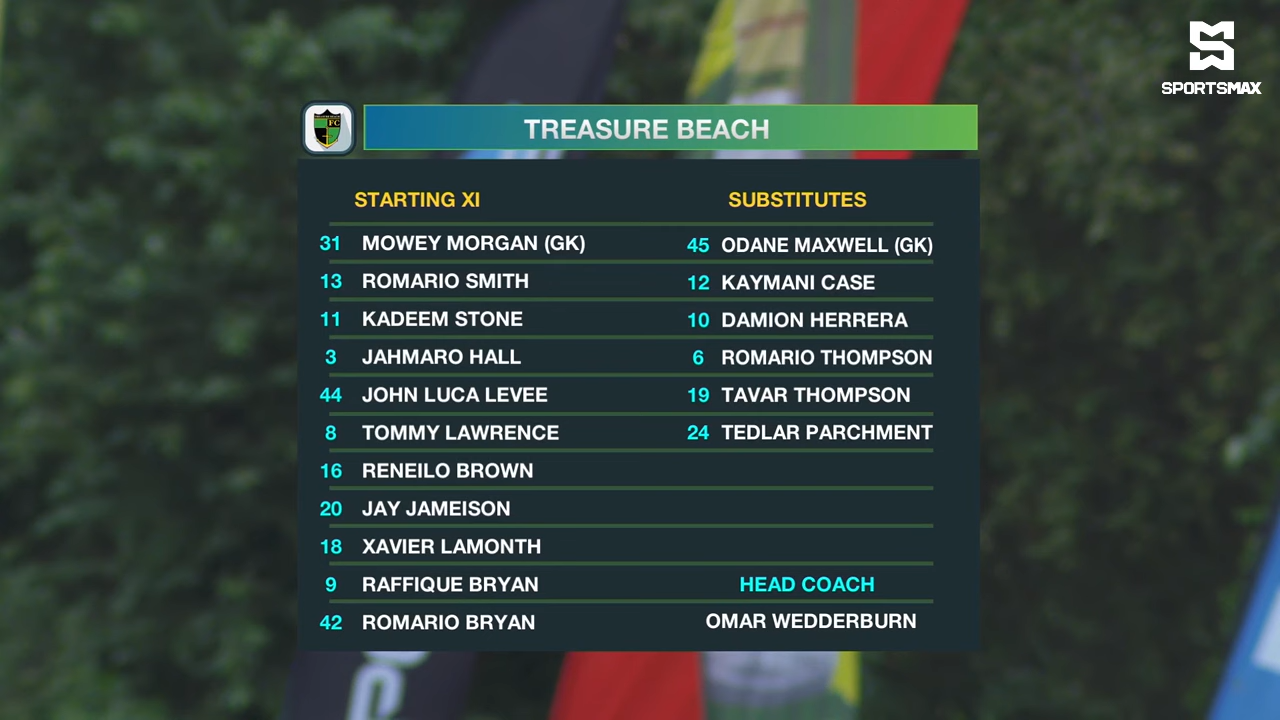 SPORTSMAX
TREASURE BEACH
STARTING XI
31 MOWEY MORGAN (GK)
13 ROMARIO SMITH
11 KADEEM STONE
3 JAHMARO HALL
44 JOHN LUCA LEVEE
8 TOMMY LAWRENCE
16 RENEILO BROWN
20 JAY JAMEISON
18 XAVIER LAMONTH
9 RAFFIQUE BRYAN
42 ROMARIO BRYAN
SUBSTITUTES
45 ODANE MAXWELL (GK)
12 KAYMANI CASE
10 DAMION HERRERA
6 ROMARIO THOMPSON
19 TAVAR THOMPSON
24 TEDLAR PARCHMENT
HEAD COACH
OMAR WEDDERBURN